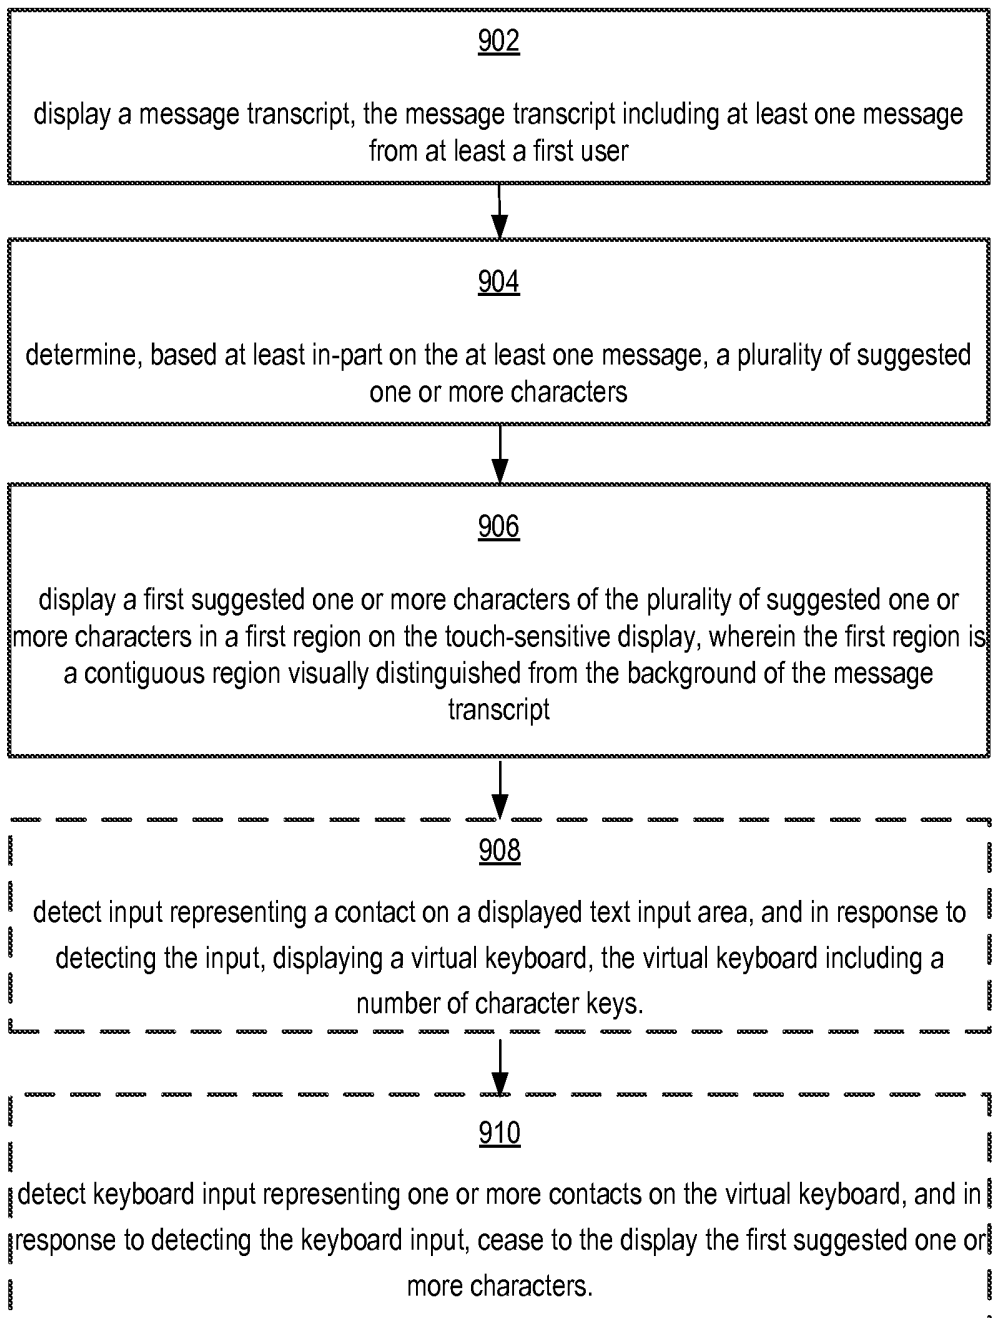 902
display a message transcript, the message transcript including at least one message
from at least a first user
904
determine, based at least in-part on the at least one message, a plurality of suggested
one or more characters
906
display a first suggested one or more characters of the plurality of suggested one or
more characters in a first region on the touch-sensitive display, wherein the first region is
a contiguous region visually distinguished from the background of the message
transcript
908
detect input representing a contact on a displayed text input area, and in response to
detecting the input, displaying a virtual keyboard, the virtual keyboard including a
number of character keys.
910
detect keyboard input representing one or more contacts on the virtual keyboard, and in
response to detecting the keyboard input, cease to the display the first suggested one or
more characters.